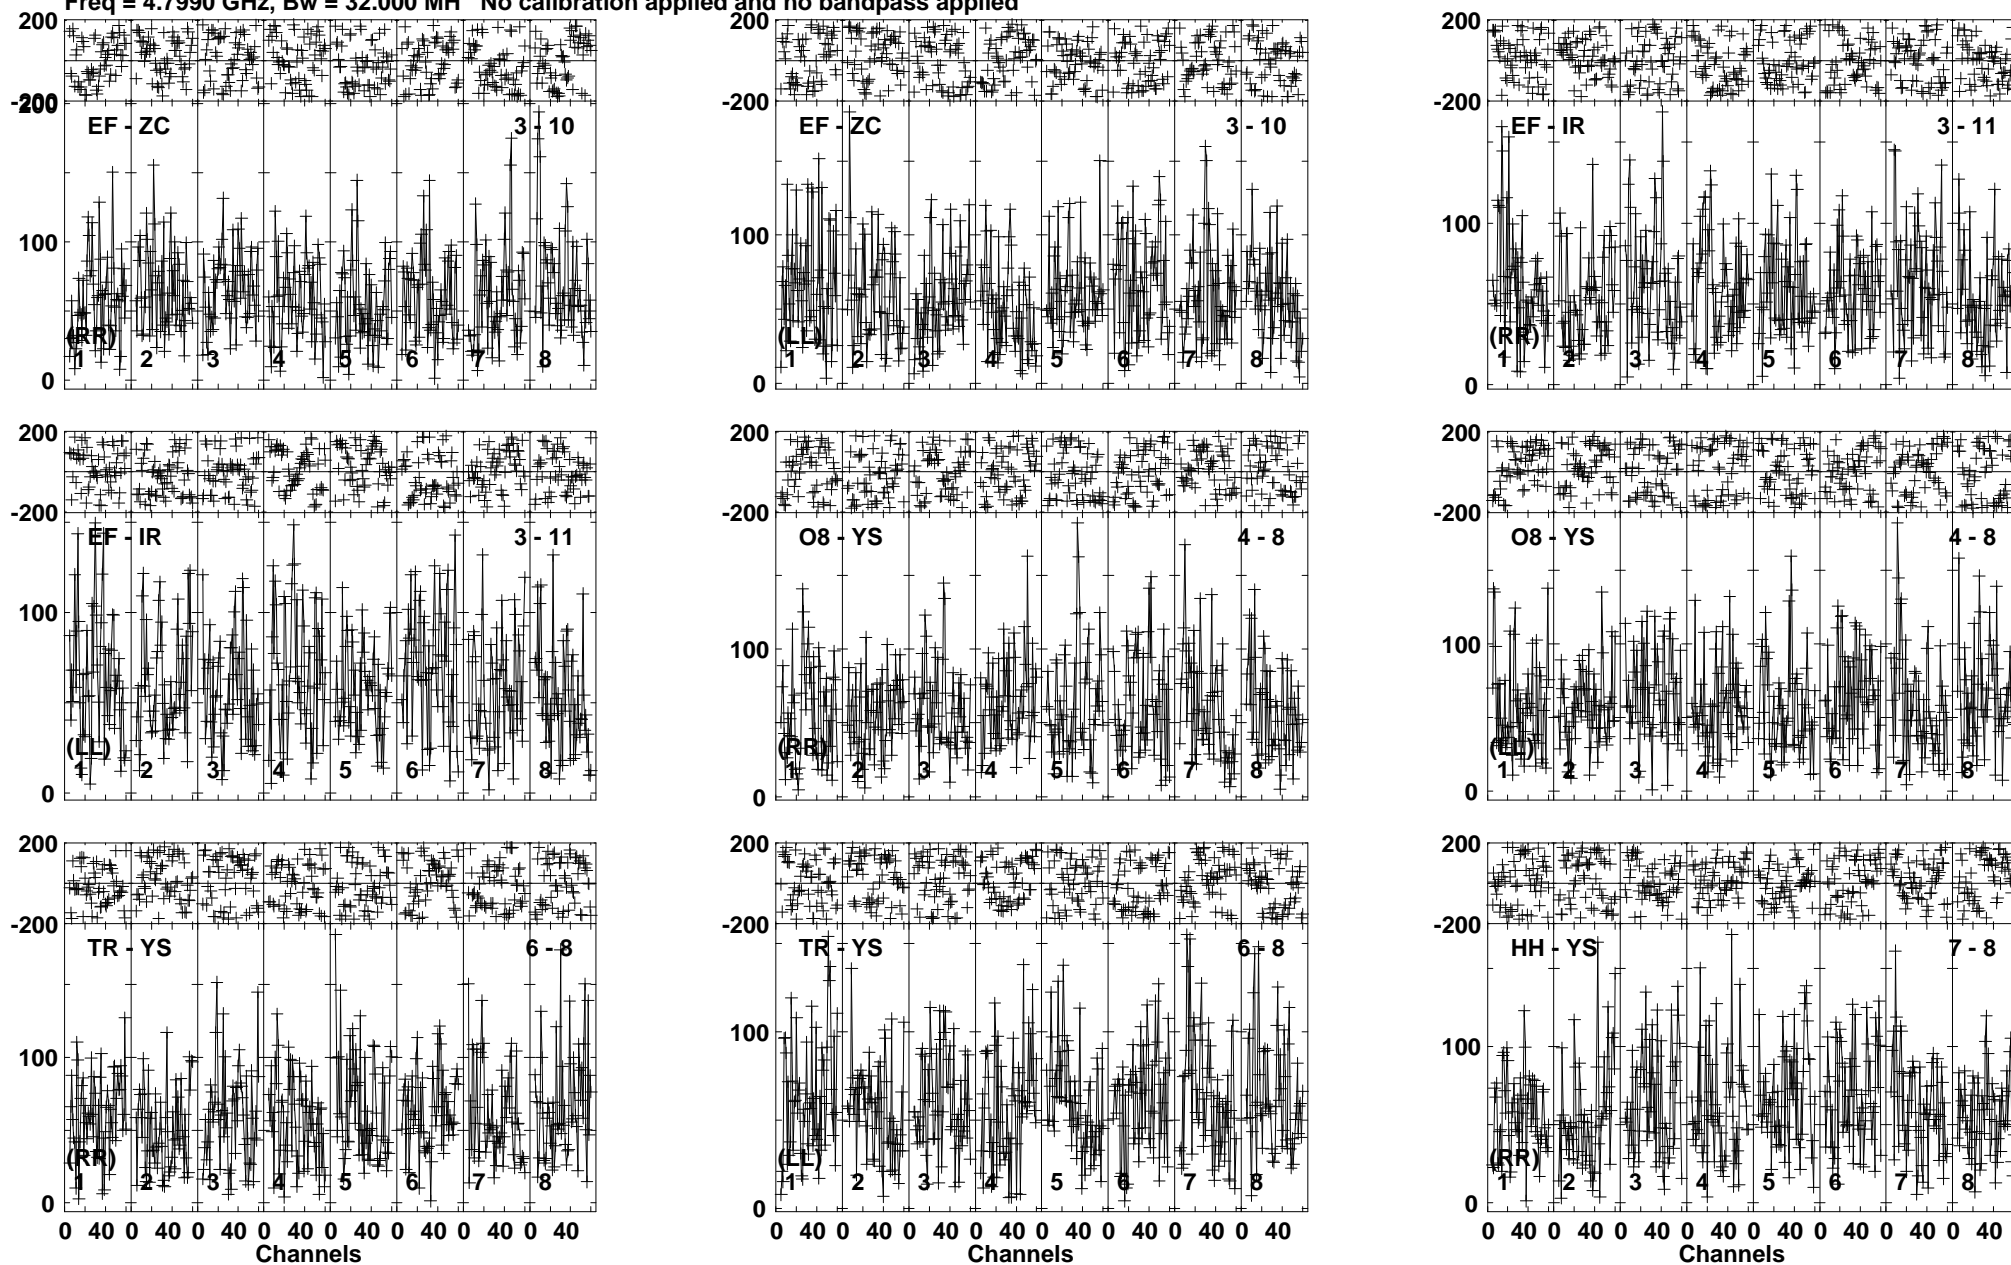 Freq = 4.7990 GHz, Bw = 32.000 MH No calibration applied and no bandpass applied
200 200 200
-200 -200 -200
200
EF - ZC 3 - 10 EF - ZC 3 - 10 EF - IR 3 - 11
100 100 100
(RR) (LL) (RR)
1 2 3 4 5 6 7 8 1 2 3 4 5 6 7 8 1 2 3 4 5 6 7 8
0 0 0
200 200 200
-200 -200 -200
EF - IR 3 - 11 O8 - YS 4 - 8 O8 - YS 4 - 8
100 100 100
(LL) (RR) (LL)
1 2 3 4 5 6 7 8 1 2 3 4 5 6 7 8 1 2 3 4 5 6 7 8
0 0 0
200 200 200
-200 -200 -200
TR - YS 6 - 8 TR - YS 6 - 8 HH - YS 7 - 8
100 100 100
(RR) (LL) (RR)
1 2 3 4 5 6 7 8 1 2 3 4 5 6 7 8 1 2 3 4 5 6 7 8
0 0 0
0 40 0 40 0 40 0 40 0 40 0 40 0 40 0 40 0 40 0 40 0 40 0 40 0 40 0 40 0 40 0 40 0 40 0 40 0 40 0 40 0 40 0 40 0 40 0 40
Channels Channels Channels